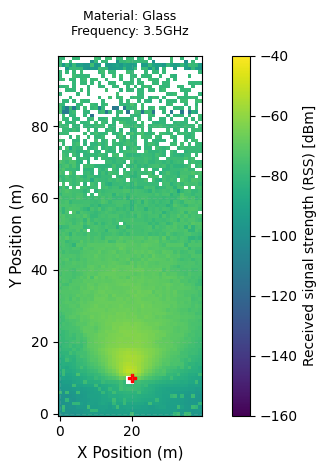 Material: Glass
Frequency: 3.5GHz
80
60
40
20
0
Y Position (m)
0
20
X Position (m)
−40
−60
−80
−100
−120
−140
−160
Received signal strength (RSS) [dBm]